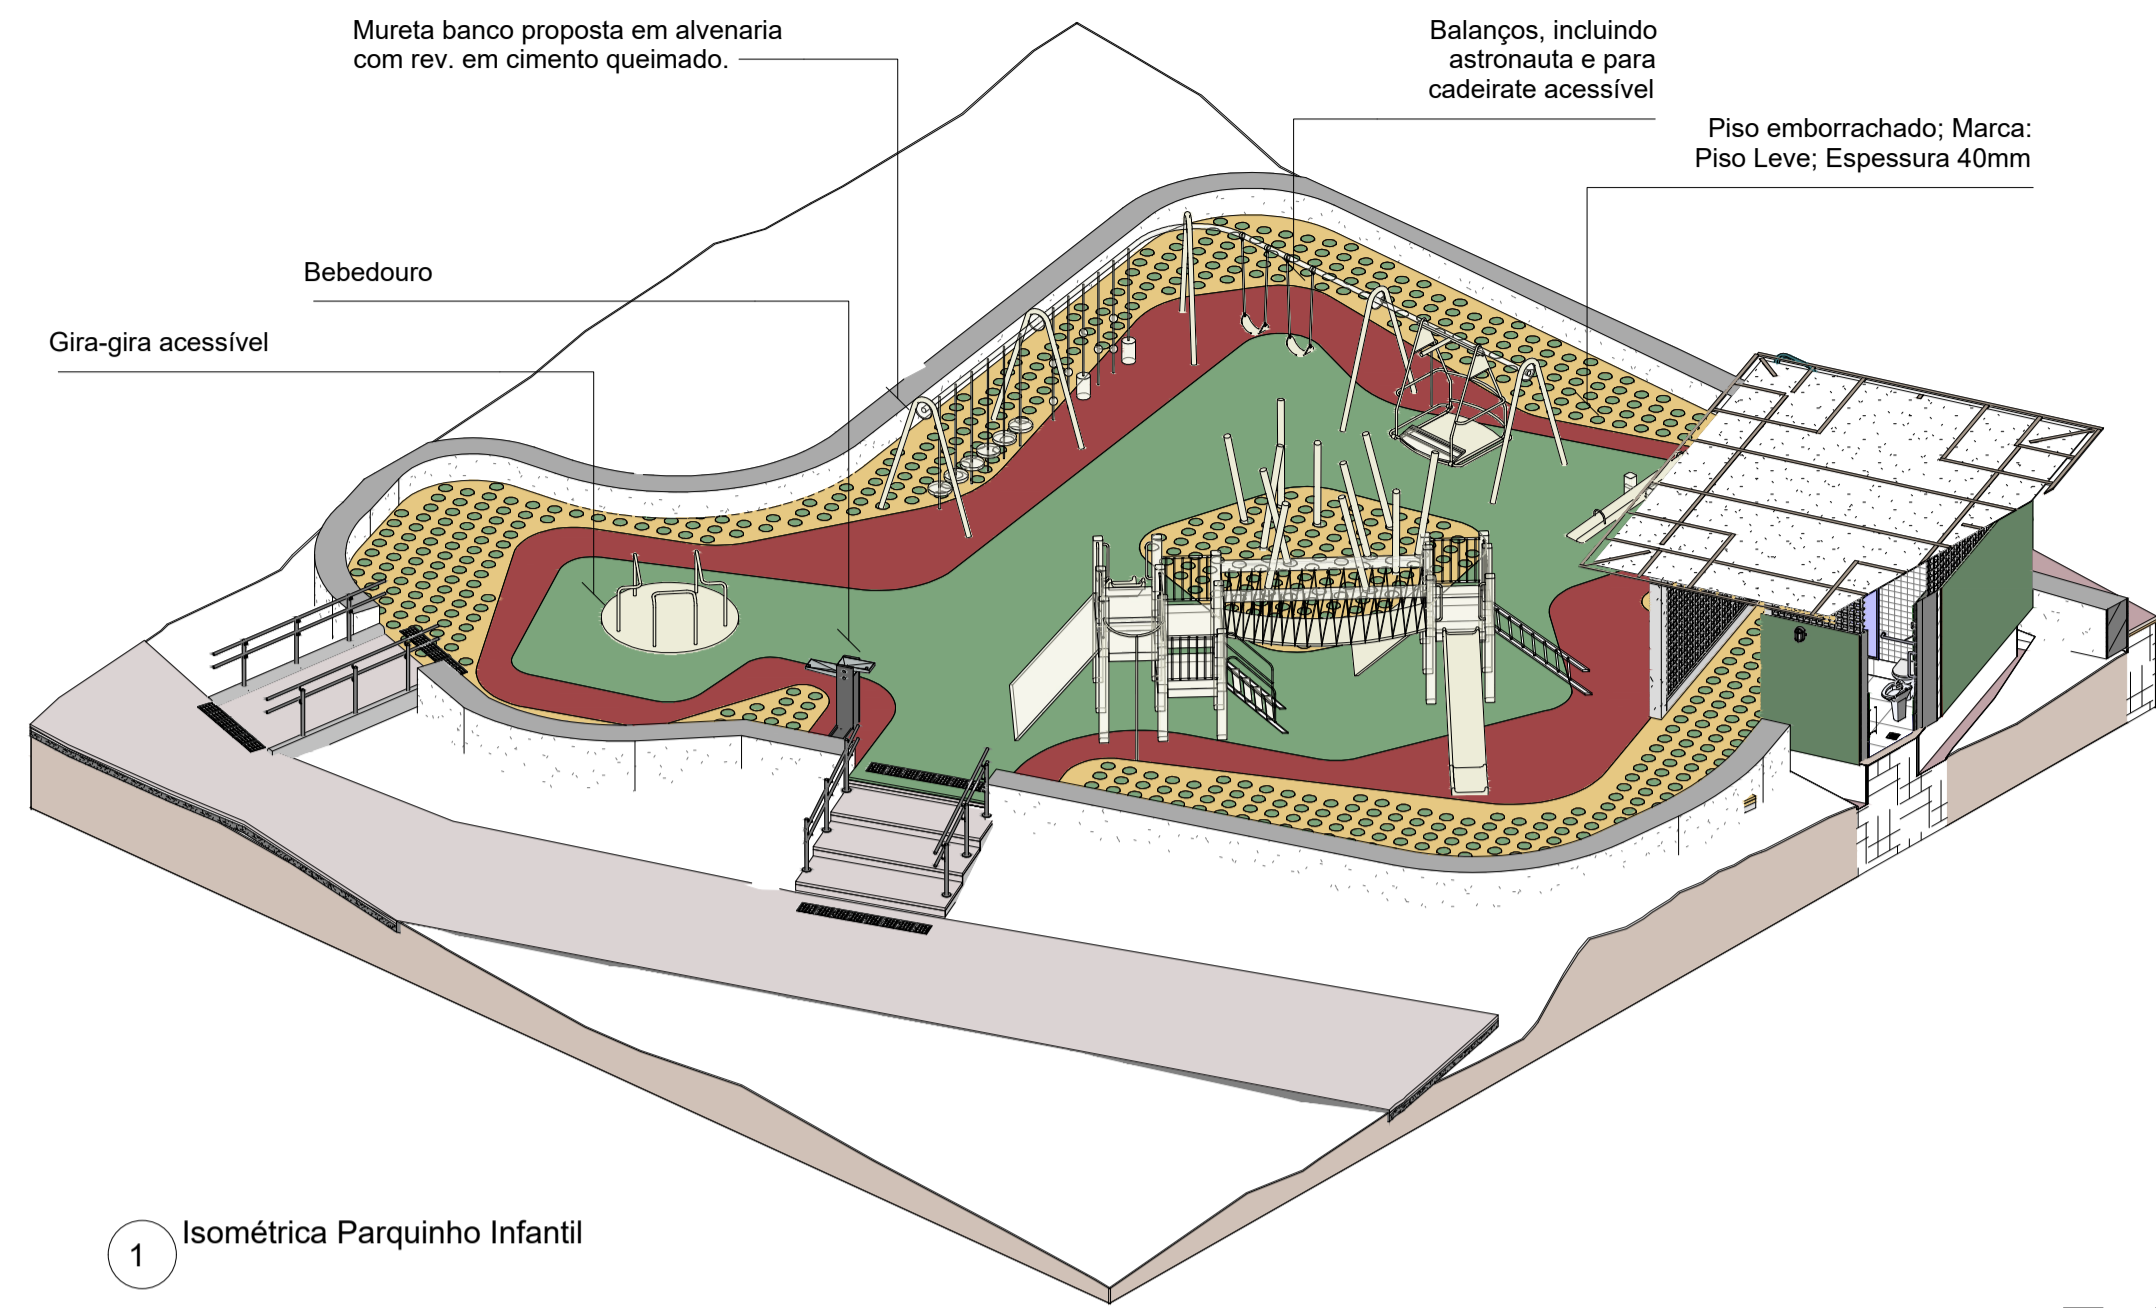 Mureta banco proposta em alvenaria
com rev. em cimento queimado.
Balanços, incluindo
astronauta e para
cadeirate acessível
Piso emborrachado; Marca:
Piso Leve; Espessura 40mm
Bebedouro
Gira-gira acessível
1
Isométrica Parquinho Infantil